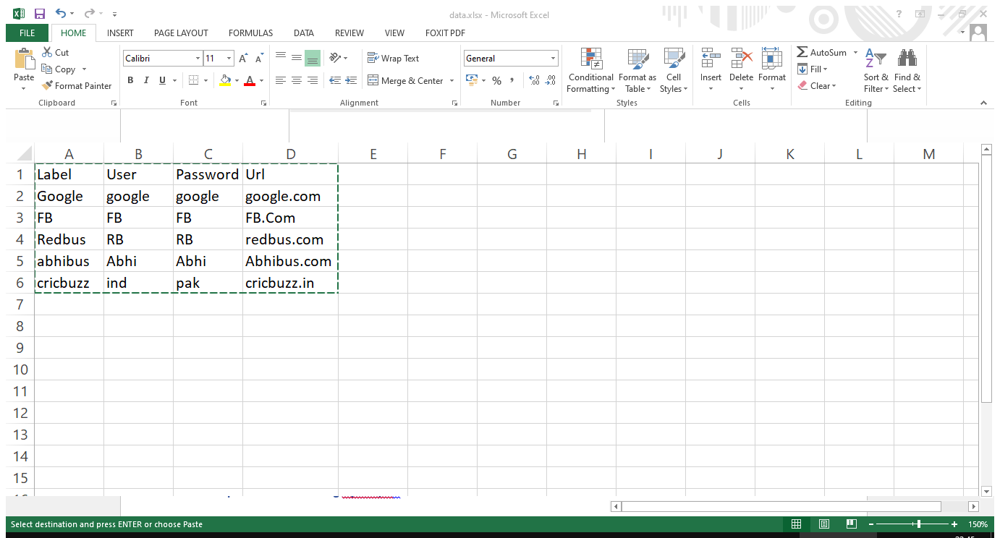 data.xlsx - Microsoft Excel
FILE HOME INSERT PAGE LAYOUT FORMULAS DATA REVIEW VIEW FOXIT PDF
Paste
Cut
Copy
Format Painter
Clipboard
Calibri 11
B I U
Font
Wrap Text
Merge & Center
Alignment
General
% ,
Number
Conditional Formatting
Format as Table
Cell Styles
Styles
Insert
Delete
Format
Cells
AutoSum
Fill
Clear
Sort & Filter
Find & Select
Editing
A B C D E F G H I J K L M
1 Label User Password Url
2 Google google google google.com
3 FB FB FB FB.Com
4 Redbus RB RB redbus.com
5 abhibus Abhi Abhi Abhibus.com
6 cricbuzz ind pak cricbuzz.in
7
8
9
10
11
12
13
14
15
Select destination and press ENTER or choose Paste
150%